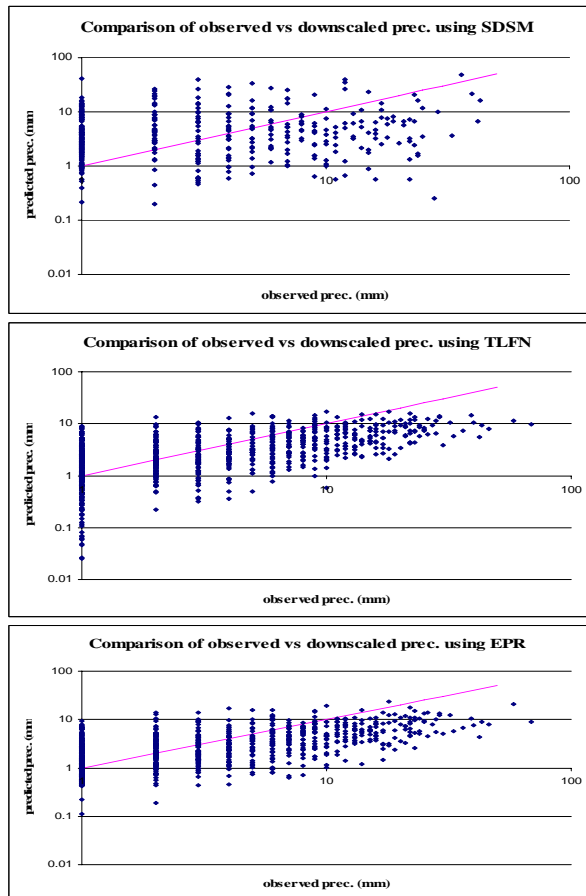 Comparison of observed vs downscaled prec. using SDSM
100
10
1
0.1
0.01
10
100
predicted prec. (mm
observed prec. (mm)
Comparison of observed vs downscaled prec. using TLFN
100
10
1
0.1
0.01
10
100
predicted prec. (mm
observed prec. (mm)
Comparison of observed vs downscaled prec. using EPR
100
10
1
0.1
0.01
10
100
predicted prec. (mm
observed prec. (mm)